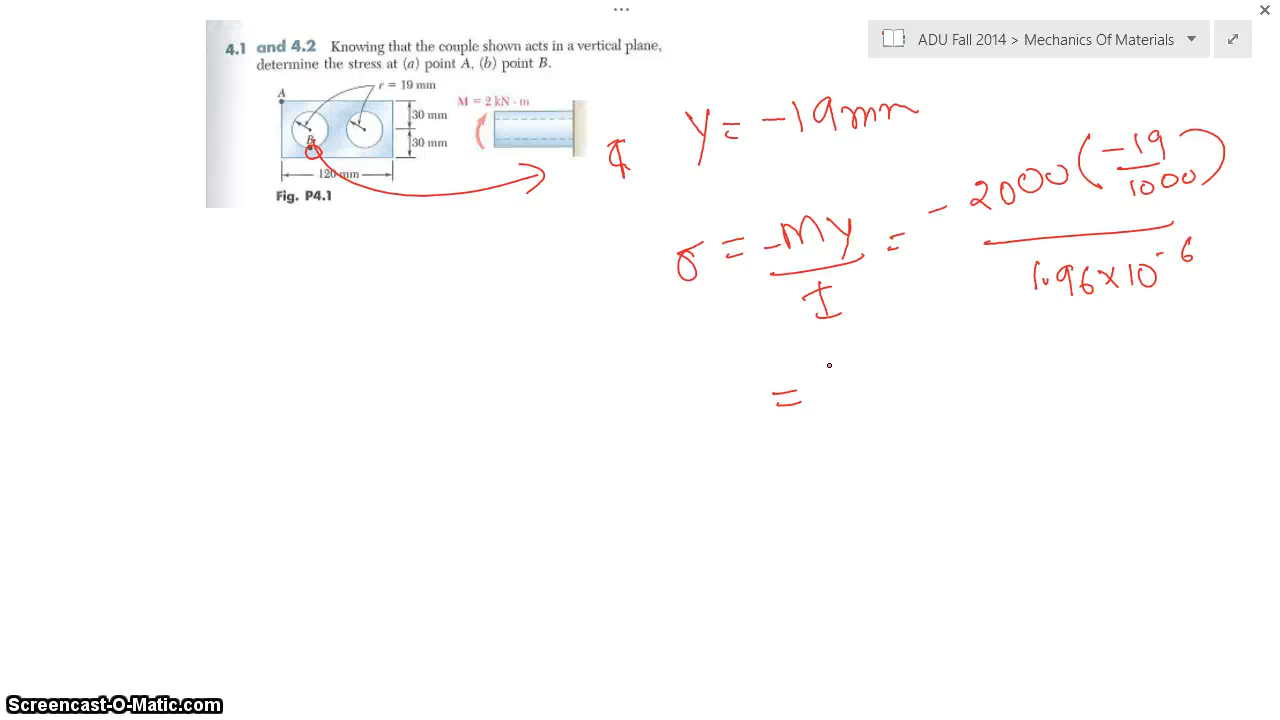 ADU Fall 2014 > Mechanics Of Materials
4.1 and 4.2 Knowing that the couple shown acts in a vertical plane,
determine the stress at (a) point A, (b) point B.
A
r = 19 mm
M = 2 kN · m
30 mm
B
30 mm
120 mm
Fig. P4.1
y = -19mm
σ = -My/I = - 2000(-19/1000)/1.96×10^-6
=
Screencast-O-Matic.com